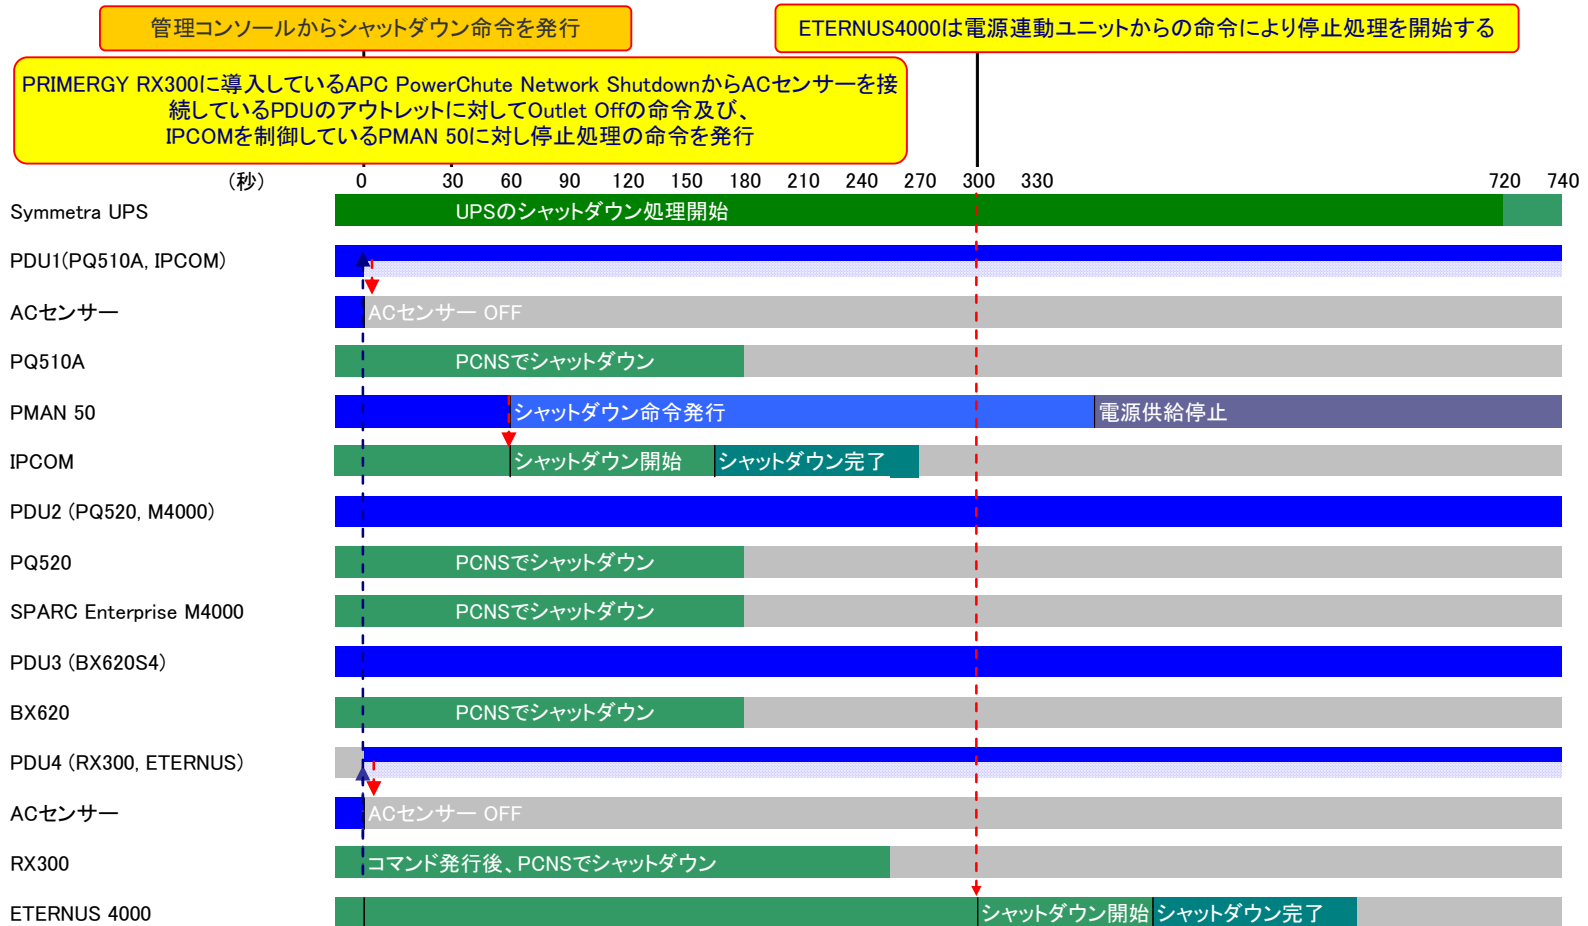 管理コンソールからシャットダウン命令を発行
ETERNUS4000は電源連動ユニットからの命令により停止処理を開始する
PRIMERGY RX300に導入しているAPC PowerChute Network ShutdownからACセンサーを接
続しているPDUのアウトレットに対してOutlet Offの命令及び、
IPCOMを制御しているPMAN 50に対し停止処理の命令を発行
(秒) 0 30 60 90 120 150 180 210 240 270 300 330 720 740
Symmetra UPS UPSのシャットダウン処理開始
PDU1(PQ510A, IPCOM)
ACセンサー ACセンサー OFF
PQ510A PCNSでシャットダウン
PMAN 50 シャットダウン命令発行 電源供給停止
IPCOM シャットダウン開始 シャットダウン完了
PDU2 (PQ520, M4000)
PQ520 PCNSでシャットダウン
SPARC Enterprise M4000 PCNSでシャットダウン
PDU3 (BX620S4)
BX620 PCNSでシャットダウン
PDU4 (RX300, ETERNUS)
ACセンサー ACセンサー OFF
RX300 コマンド発行後、PCNSでシャットダウン
ETERNUS 4000 シャットダウン開始 シャットダウン完了